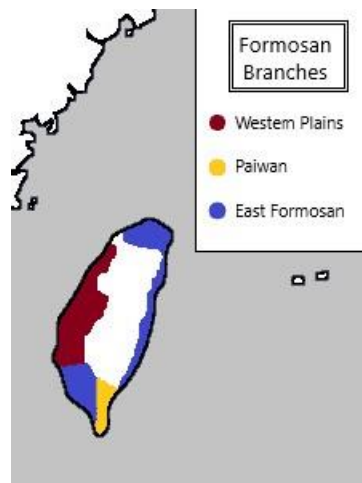 Formosan
Branches
Western Plains
Paiwan
East Formosan